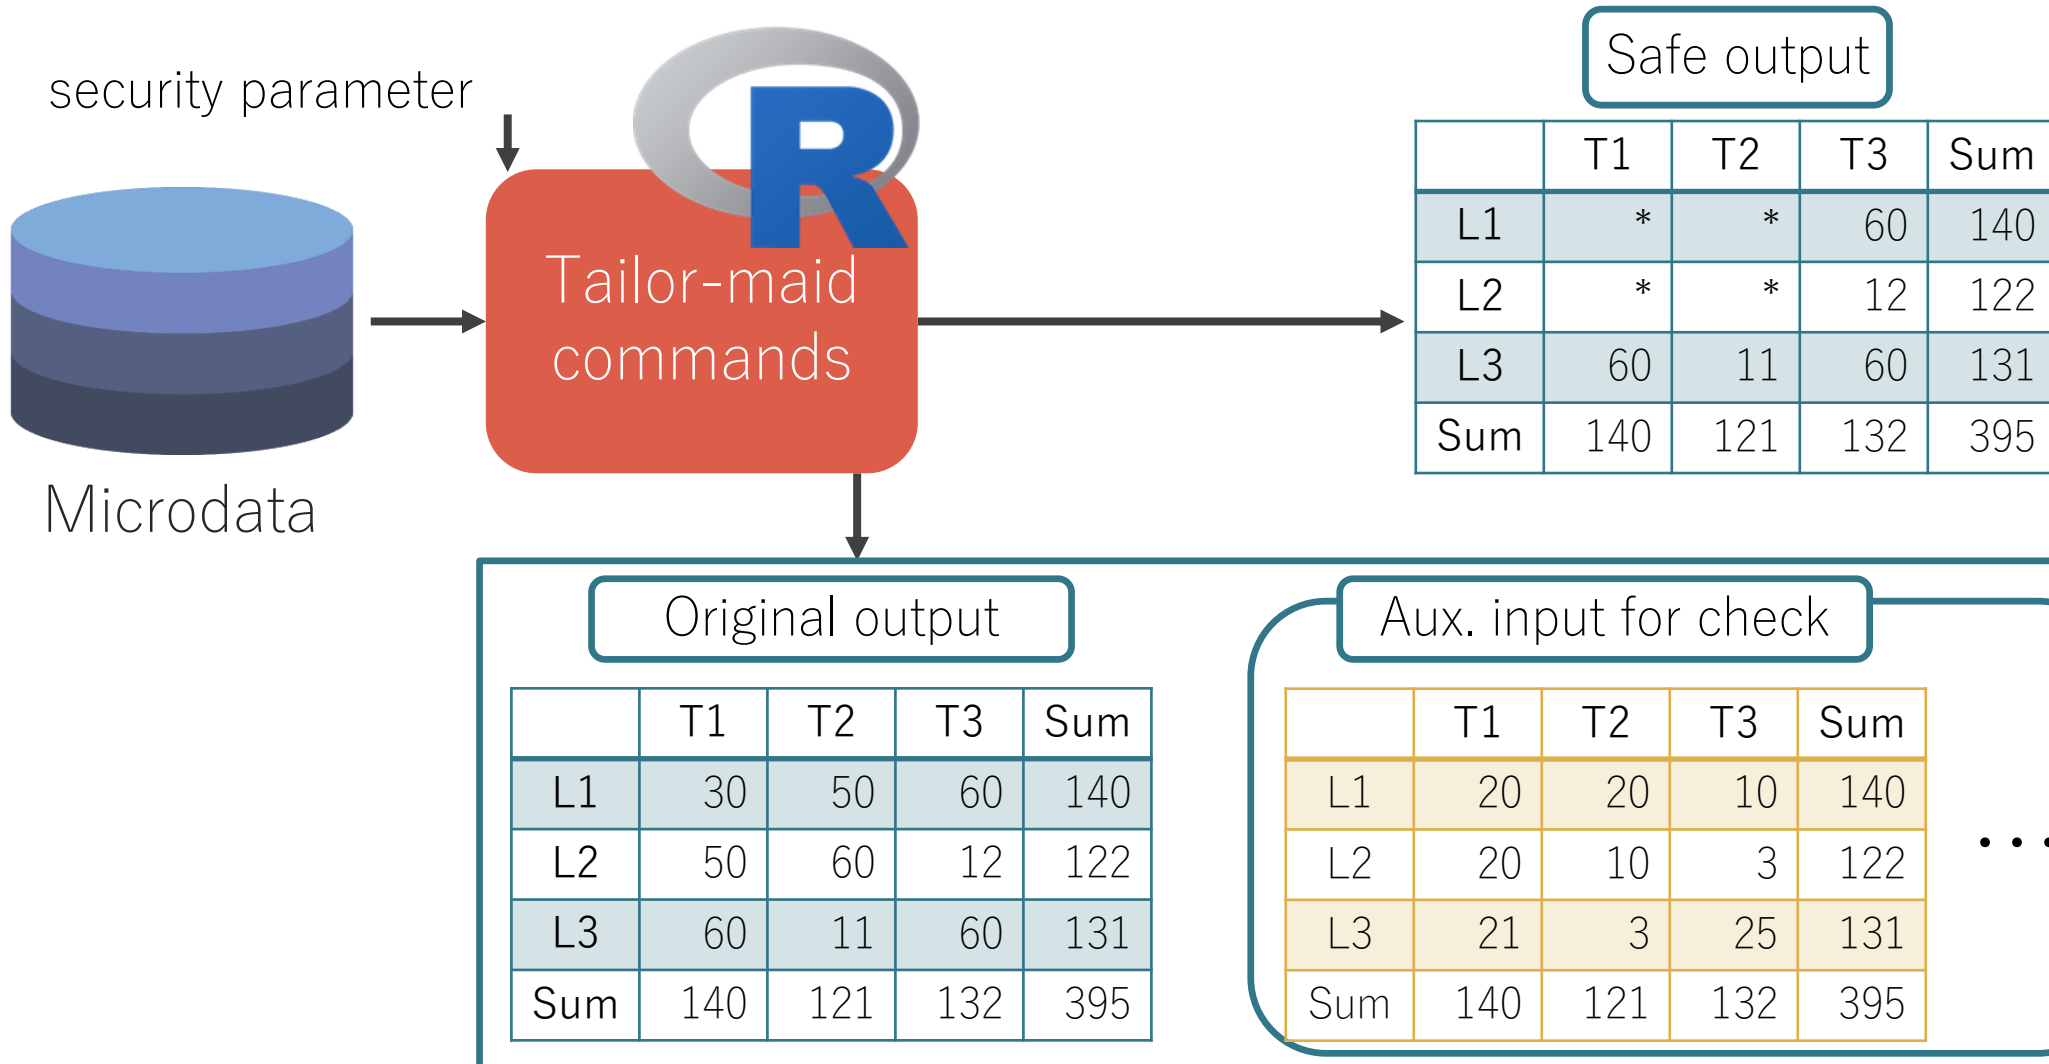 security parameter
R
Tailor-maid
commands
Microdata
Safe output
T1 T2 T3 Sum
L1 * * 60 140
L2 * * 12 122
L3 60 11 60 131
Sum 140 121 132 395
Original output
T1 T2 T3 Sum
L1 30 50 60 140
L2 50 60 12 122
L3 60 11 60 131
Sum 140 121 132 395
Aux. input for check
T1 T2 T3 Sum
L1 20 20 10 140
L2 20 10 3 122
L3 21 3 25 131
Sum 140 121 132 395
...